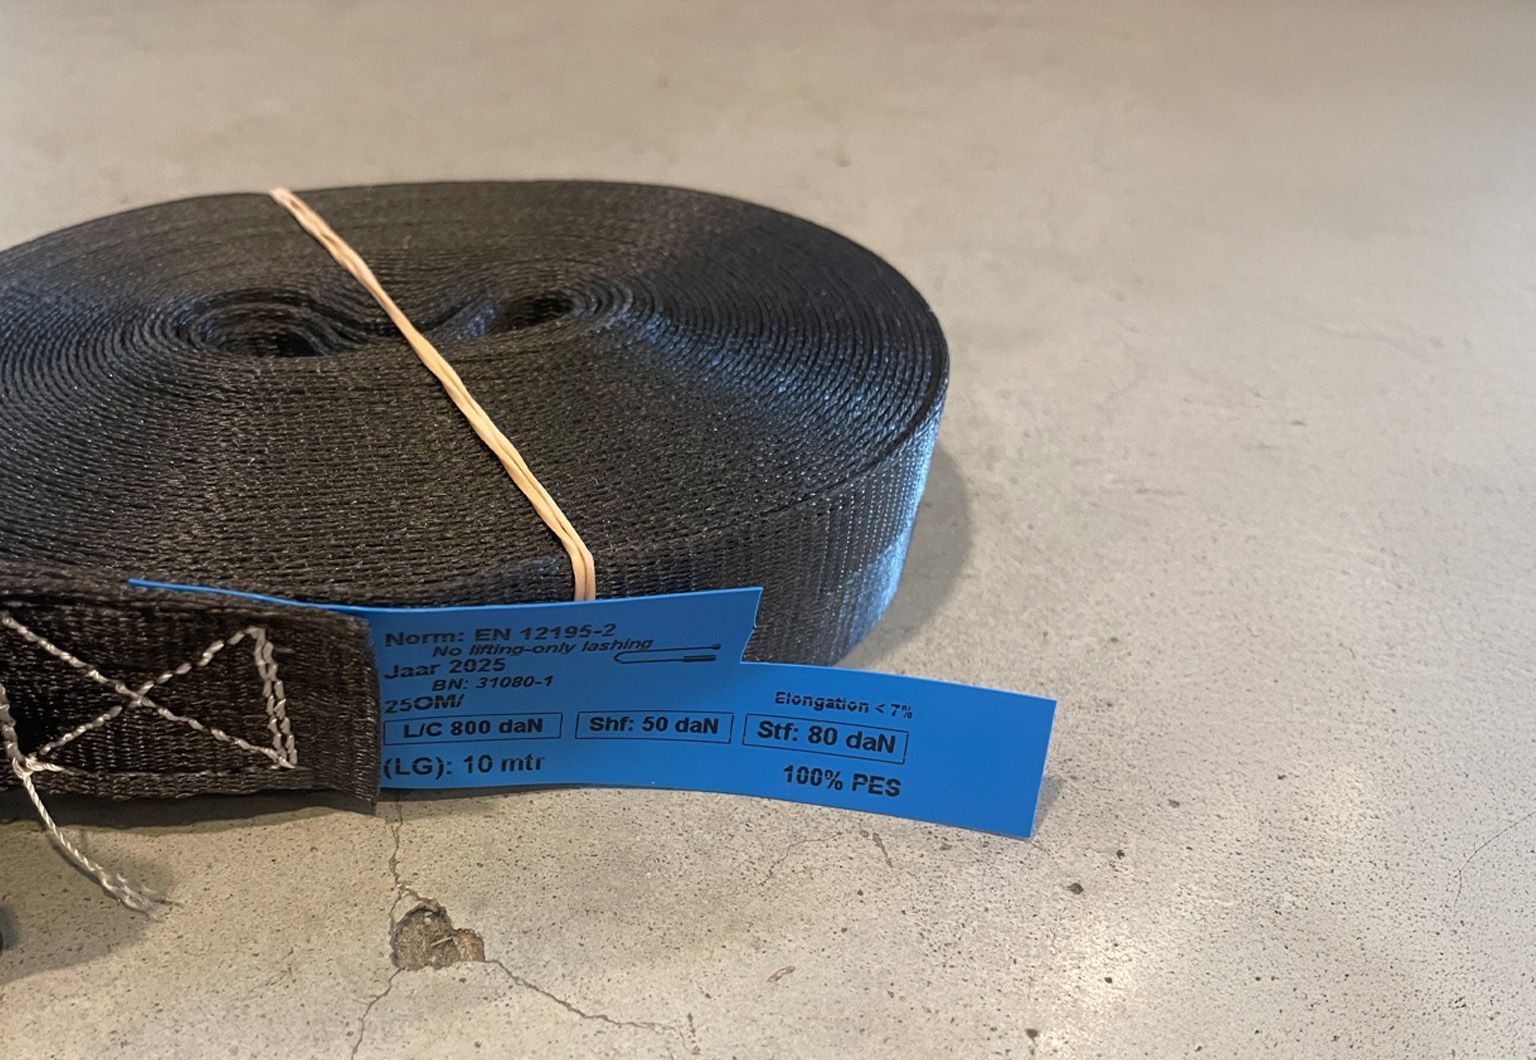 Norm: EN 12195-2
No lifting-only lashing
Jaar 2025
BN: 31080-1
25OM/
Elongation < 7%
L/C 800 daN Shf: 50 daN Stf: 80 daN
(LG): 10 mtr 100% PES